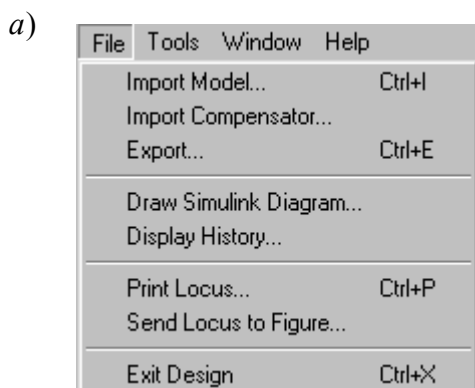 a)
File Tools Window Help
Import Model... Ctrl+I
Import Compensator...
Export... Ctrl+E
Draw Simulink Diagram...
Display History...
Print Locus... Ctrl+P
Send Locus to Figure...
Exit Design Ctrl+X